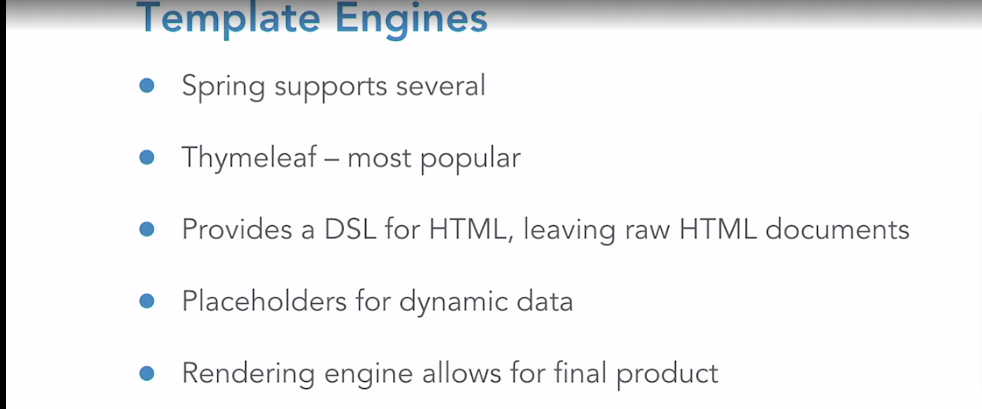 Template Engines
Spring supports several
Thymeleaf – most popular
Provides a DSL for HTML, leaving raw HTML documents
Placeholders for dynamic data
Rendering engine allows for final product